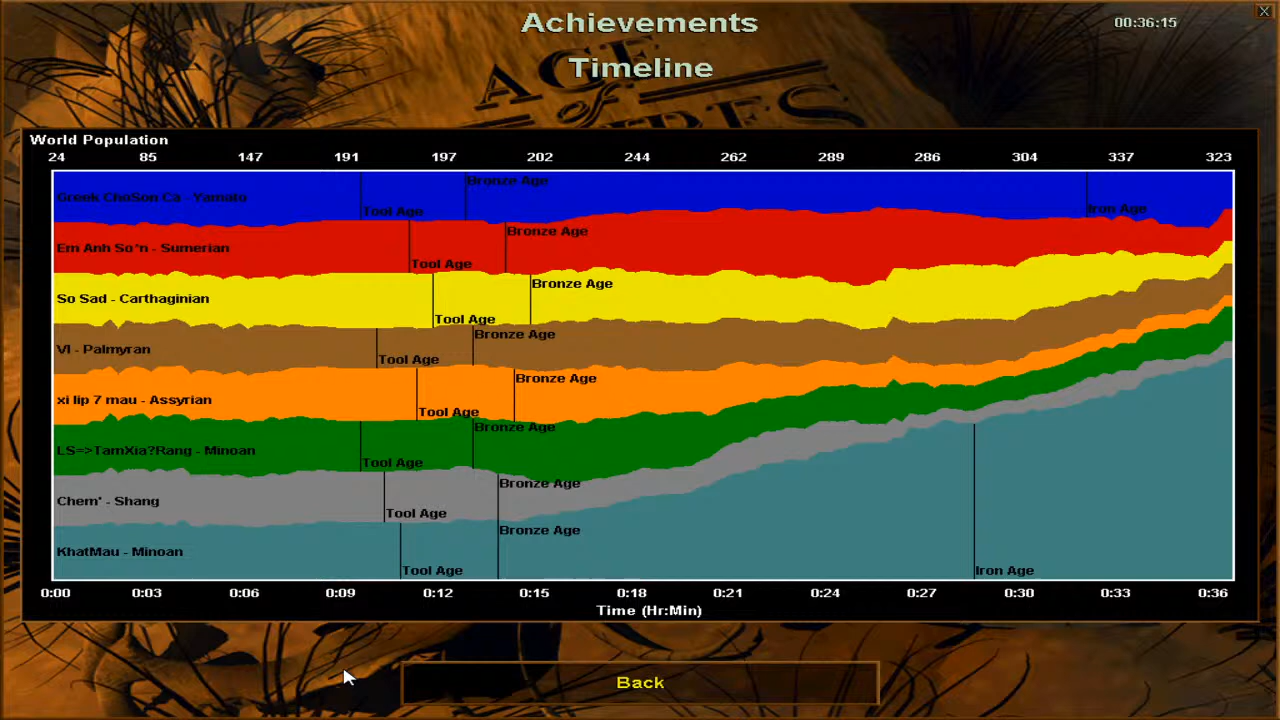 Achievements
00:36:15
Timeline
AGE
of
EMPIRES
World Population
24 85 147 191 197 202 244 262 289 286 304 337 323
Greek ChoSon.Ca - Yamoto
Tool Age
Bronze Age
Iron Age
Em Anh So^n - Sumerian
Tool Age
Bronze Age
So Sad - Carthaginian
Tool Age
Bronze Age
VI - Palmyran
Tool Age
Bronze Age
xi lip 7 mau - Assyrian
Tool Age
Bronze Age
LS=>TamXia?Rang - Minoan
Tool Age
Bronze Age
Chem' - Shang
Tool Age
Bronze Age
KhatMau - Minoan
Tool Age
Bronze Age
Iron Age
0:00 0:03 0:06 0:09 0:12 0:15 0:18 0:21 0:24 0:27 0:30 0:33 0:36
Time (Hr:Min)
Back